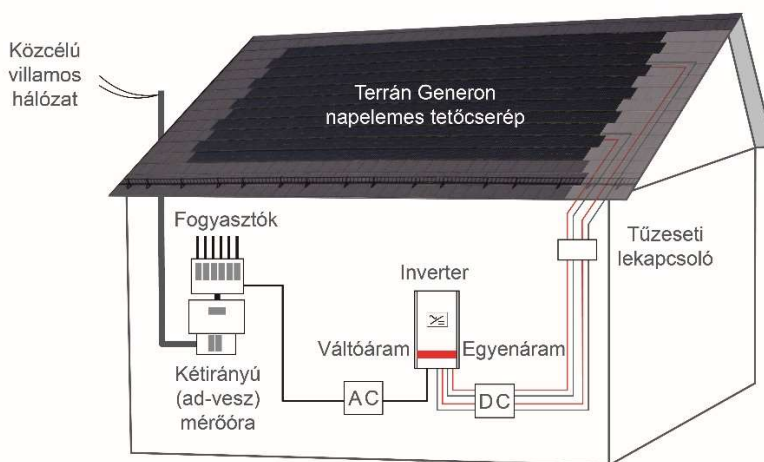 Közcélú
villamos
hálózat
Terrán Generon
napelemes tetőcserép
Fogyasztók
Tűzeseti
lekapcsoló
Inverter
Váltóáram
Egyenáram
Kétirányú
(ad-vesz)
mérőóra
AC
DC